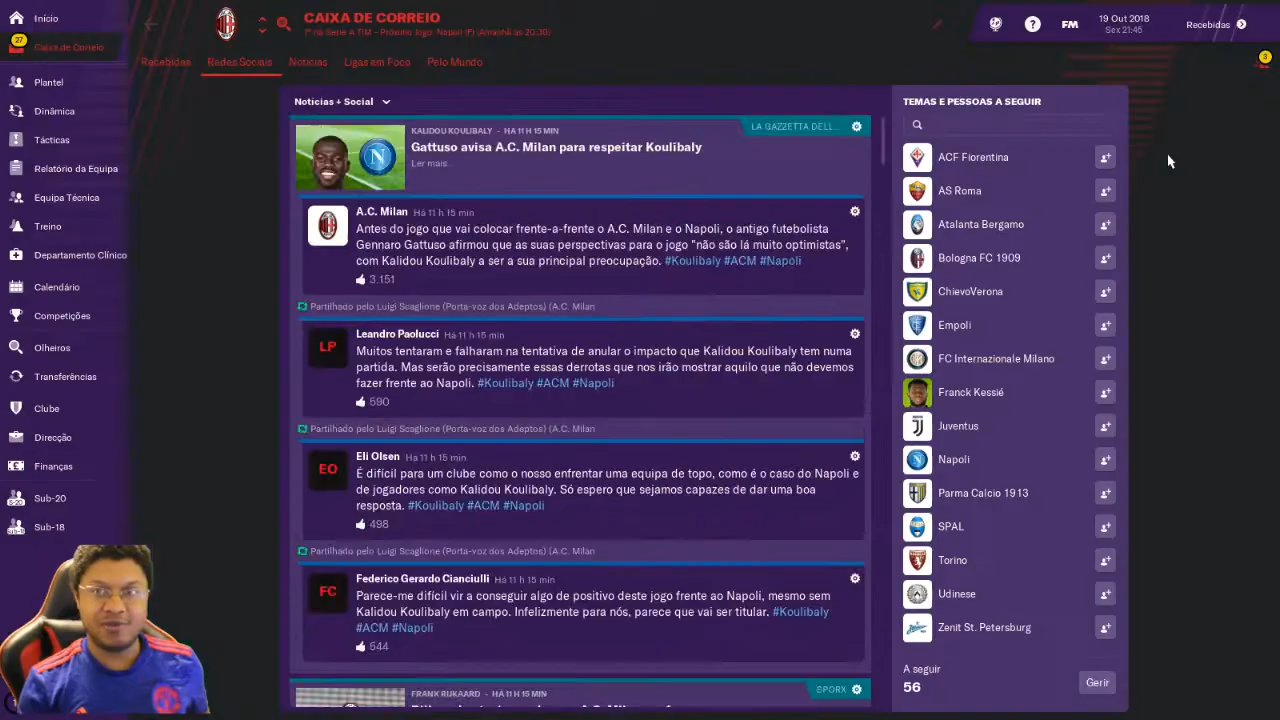 CAIXA DE CORREIO
1º na Serie A TIM - Próximo Jogo: Napoli (F) (Amanhã às 20:30)
FM
19 Out 2018
Sex 21:45
Recebidas
Início
27
Caixa de Correio
Plantel
Dinâmica
Tácticas
Relatório da Equipa
Equipa Técnica
Treino
Departamento Clínico
Calendário
Competições
Olheiros
Transferências
Clube
Direcção
Finanças
Sub-20
Sub-18
Recebidas
Redes Sociais
Notícias
Ligas em Foco
Pelo Mundo
3
Notícias + Social
KALIDOU KOULIBALY - HÁ 11 H 15 MIN
LA GAZZETTA DELL...
Gattuso avisa A.C. Milan para respeitar Koulibaly
Ler mais...
A.C. Milan Há 11 h 15 min
Antes do jogo que vai colocar frente-a-frente o A.C. Milan e o Napoli, o antigo futebolista
Gennaro Gattuso afirmou que as suas perspectivas para o jogo "não são lá muito optimistas",
com Kalidou Koulibaly a ser a sua principal preocupação. #Koulibaly #ACM #Napoli
3.151
Partilhado pelo Luigi Scaglione (Porta-voz dos Adeptos) (A.C. Milan
LP
Leandro Paolucci Há 11 h 15 min
Muitos tentaram e falharam na tentativa de anular o impacto que Kalidou Koulibaly tem numa
partida. Mas serão precisamente essas derrotas que nos irão mostrar aquilo que não devemos
fazer frente ao Napoli. #Koulibaly #ACM #Napoli
590
Partilhado pelo Luigi Scaglione (Porta-voz dos Adeptos) (A.C. Milan
EO
Eli Olsen Há 11 h 15 min
É difícil para um clube como o nosso enfrentar uma equipa de topo, como é o caso do Napoli e
de jogadores como Kalidou Koulibaly. Só espero que sejamos capazes de dar uma boa
resposta. #Koulibaly #ACM #Napoli
498
Partilhado pelo Luigi Scaglione (Porta-voz dos Adeptos) (A.C. Milan
FC
Federico Gerardo Cianciulli Há 11 h 15 min
Parece-me difícil vir a conseguir algo de positivo deste jogo frente ao Napoli, mesmo sem
Kalidou Koulibaly em campo. Infelizmente para nós, parece que vai ser titular. #Koulibaly
#ACM #Napoli
544
FRANK RIJKAARD - HÁ 11 H 15 MIN
SPORX
TEMAS E PESSOAS A SEGUIR
ACF Fiorentina
AS Roma
Atalanta Bergamo
Bologna FC 1909
ChievoVerona
Empoli
FC Internazionale Milano
Franck Kessié
Juventus
Napoli
Parma Calcio 1913
SPAL
Torino
Udinese
Zenit St. Petersburg
A seguir
56
Gerir